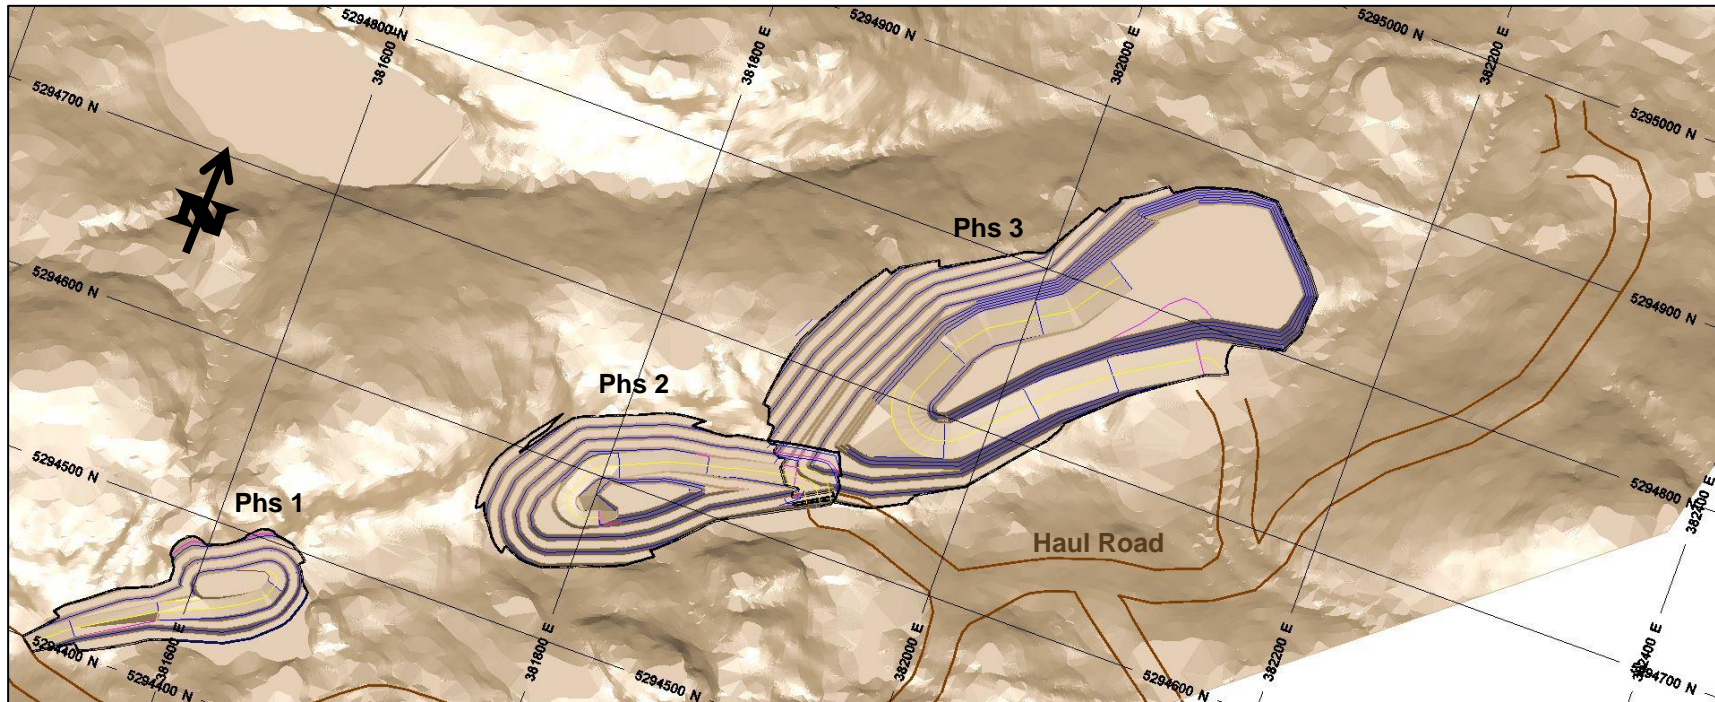 5294800 N
381600 E
381800 E
5294900 N
382000 E
5295000 N
382200 E
5294700 N
5295000 N
N
Phs 3
5294600 N
5294900 N
Phs 2
5294500 N
Phs 1
5294800 N
382400 E
Haul Road
5294400 N
5294400 N
381600 E
381800 E
5294500 N
382000 E
5294600 N
382200 E
382400 E
5294700 N